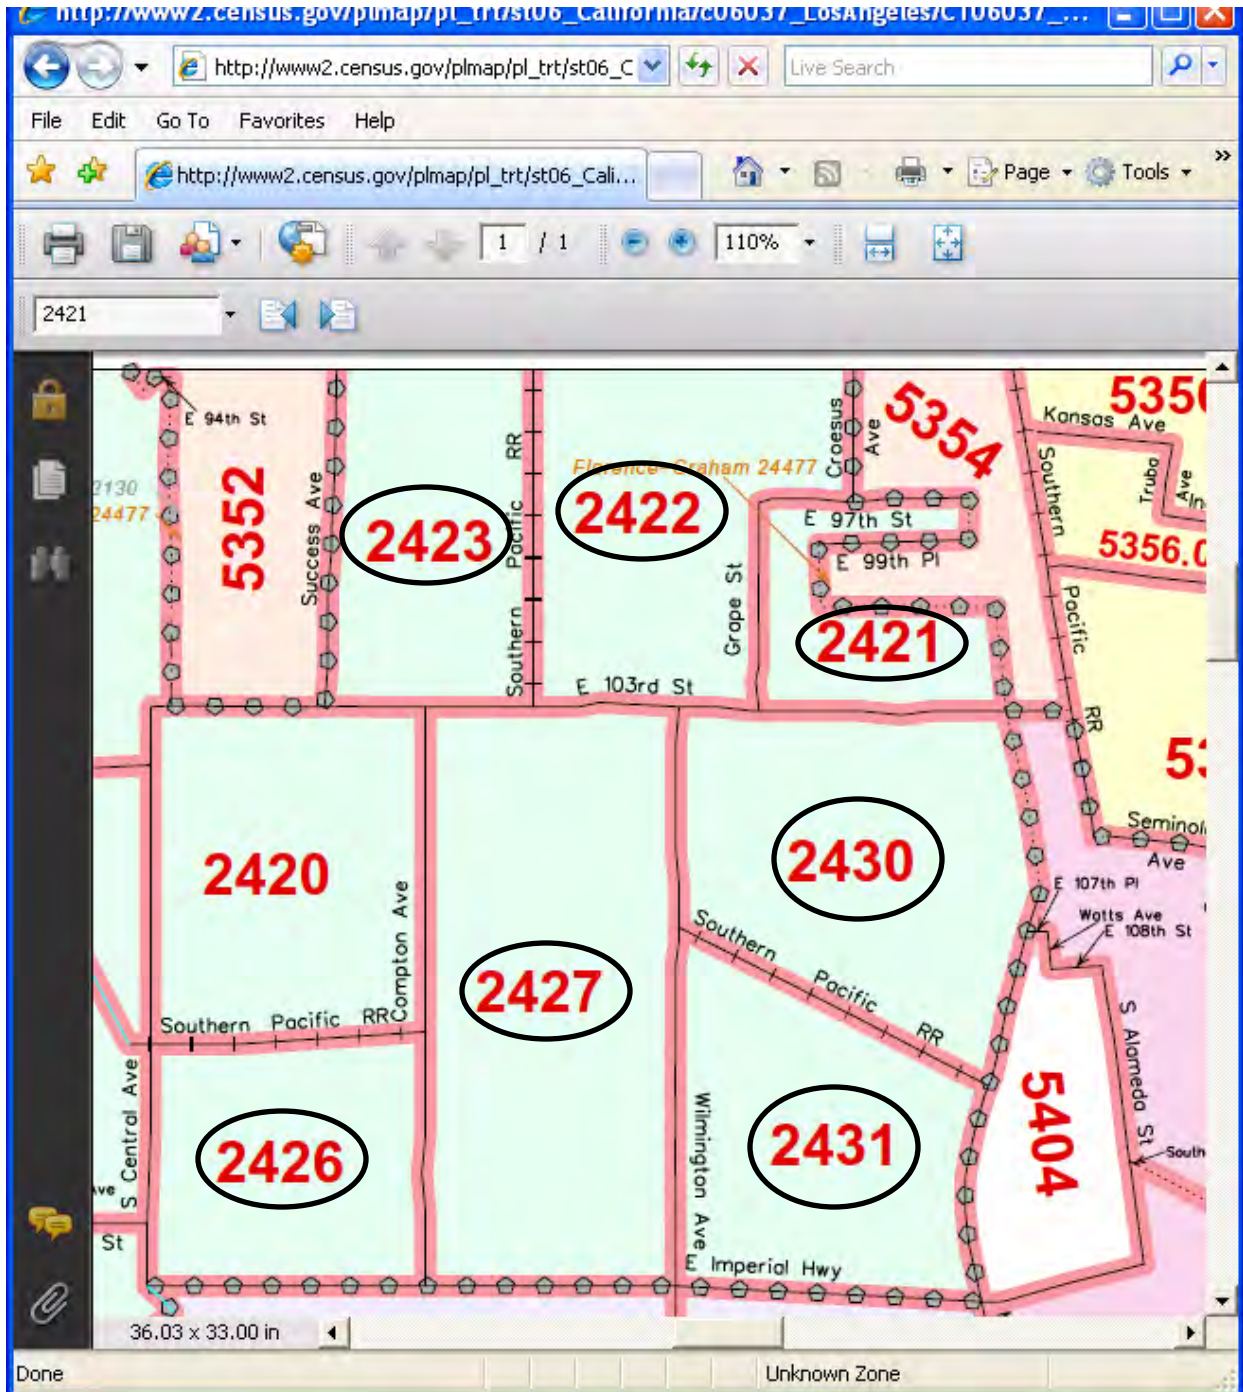 http://www2.census.gov/plmap/pl_trt/st06_California/c06037_LosAngeles/CT06037_...
http://www2.census.gov/plmap/pl_trt/st06_C
Live Search
File Edit Go To Favorites Help
http://www2.census.gov/plmap/pl_trt/st06_Cali...
Page Tools »
1 / 1 110%
2421
E 94th St
5352
Success Ave
2423
Southern Pacific RR
2422
Florence-Graham 24477
Croesus Ave
5354
Kansas Ave
Truba Ave
2130
24477
E 97th St
E 99th Pl
Grape St
2421
Southern Pacific RR
5356.0
E 103rd St
2420
Compton Ave
2427
2430
Seminol
Ave
E 107th Pl
Watts Ave
E 108th St
Southern Pacific RR
Southern Pacific RR
S Central Ave
2426
Wilmington Ave
2431
5404
S Alameda St
South
Ave
St
E Imperial Hwy
36.03 x 33.00 in
Done
Unknown Zone